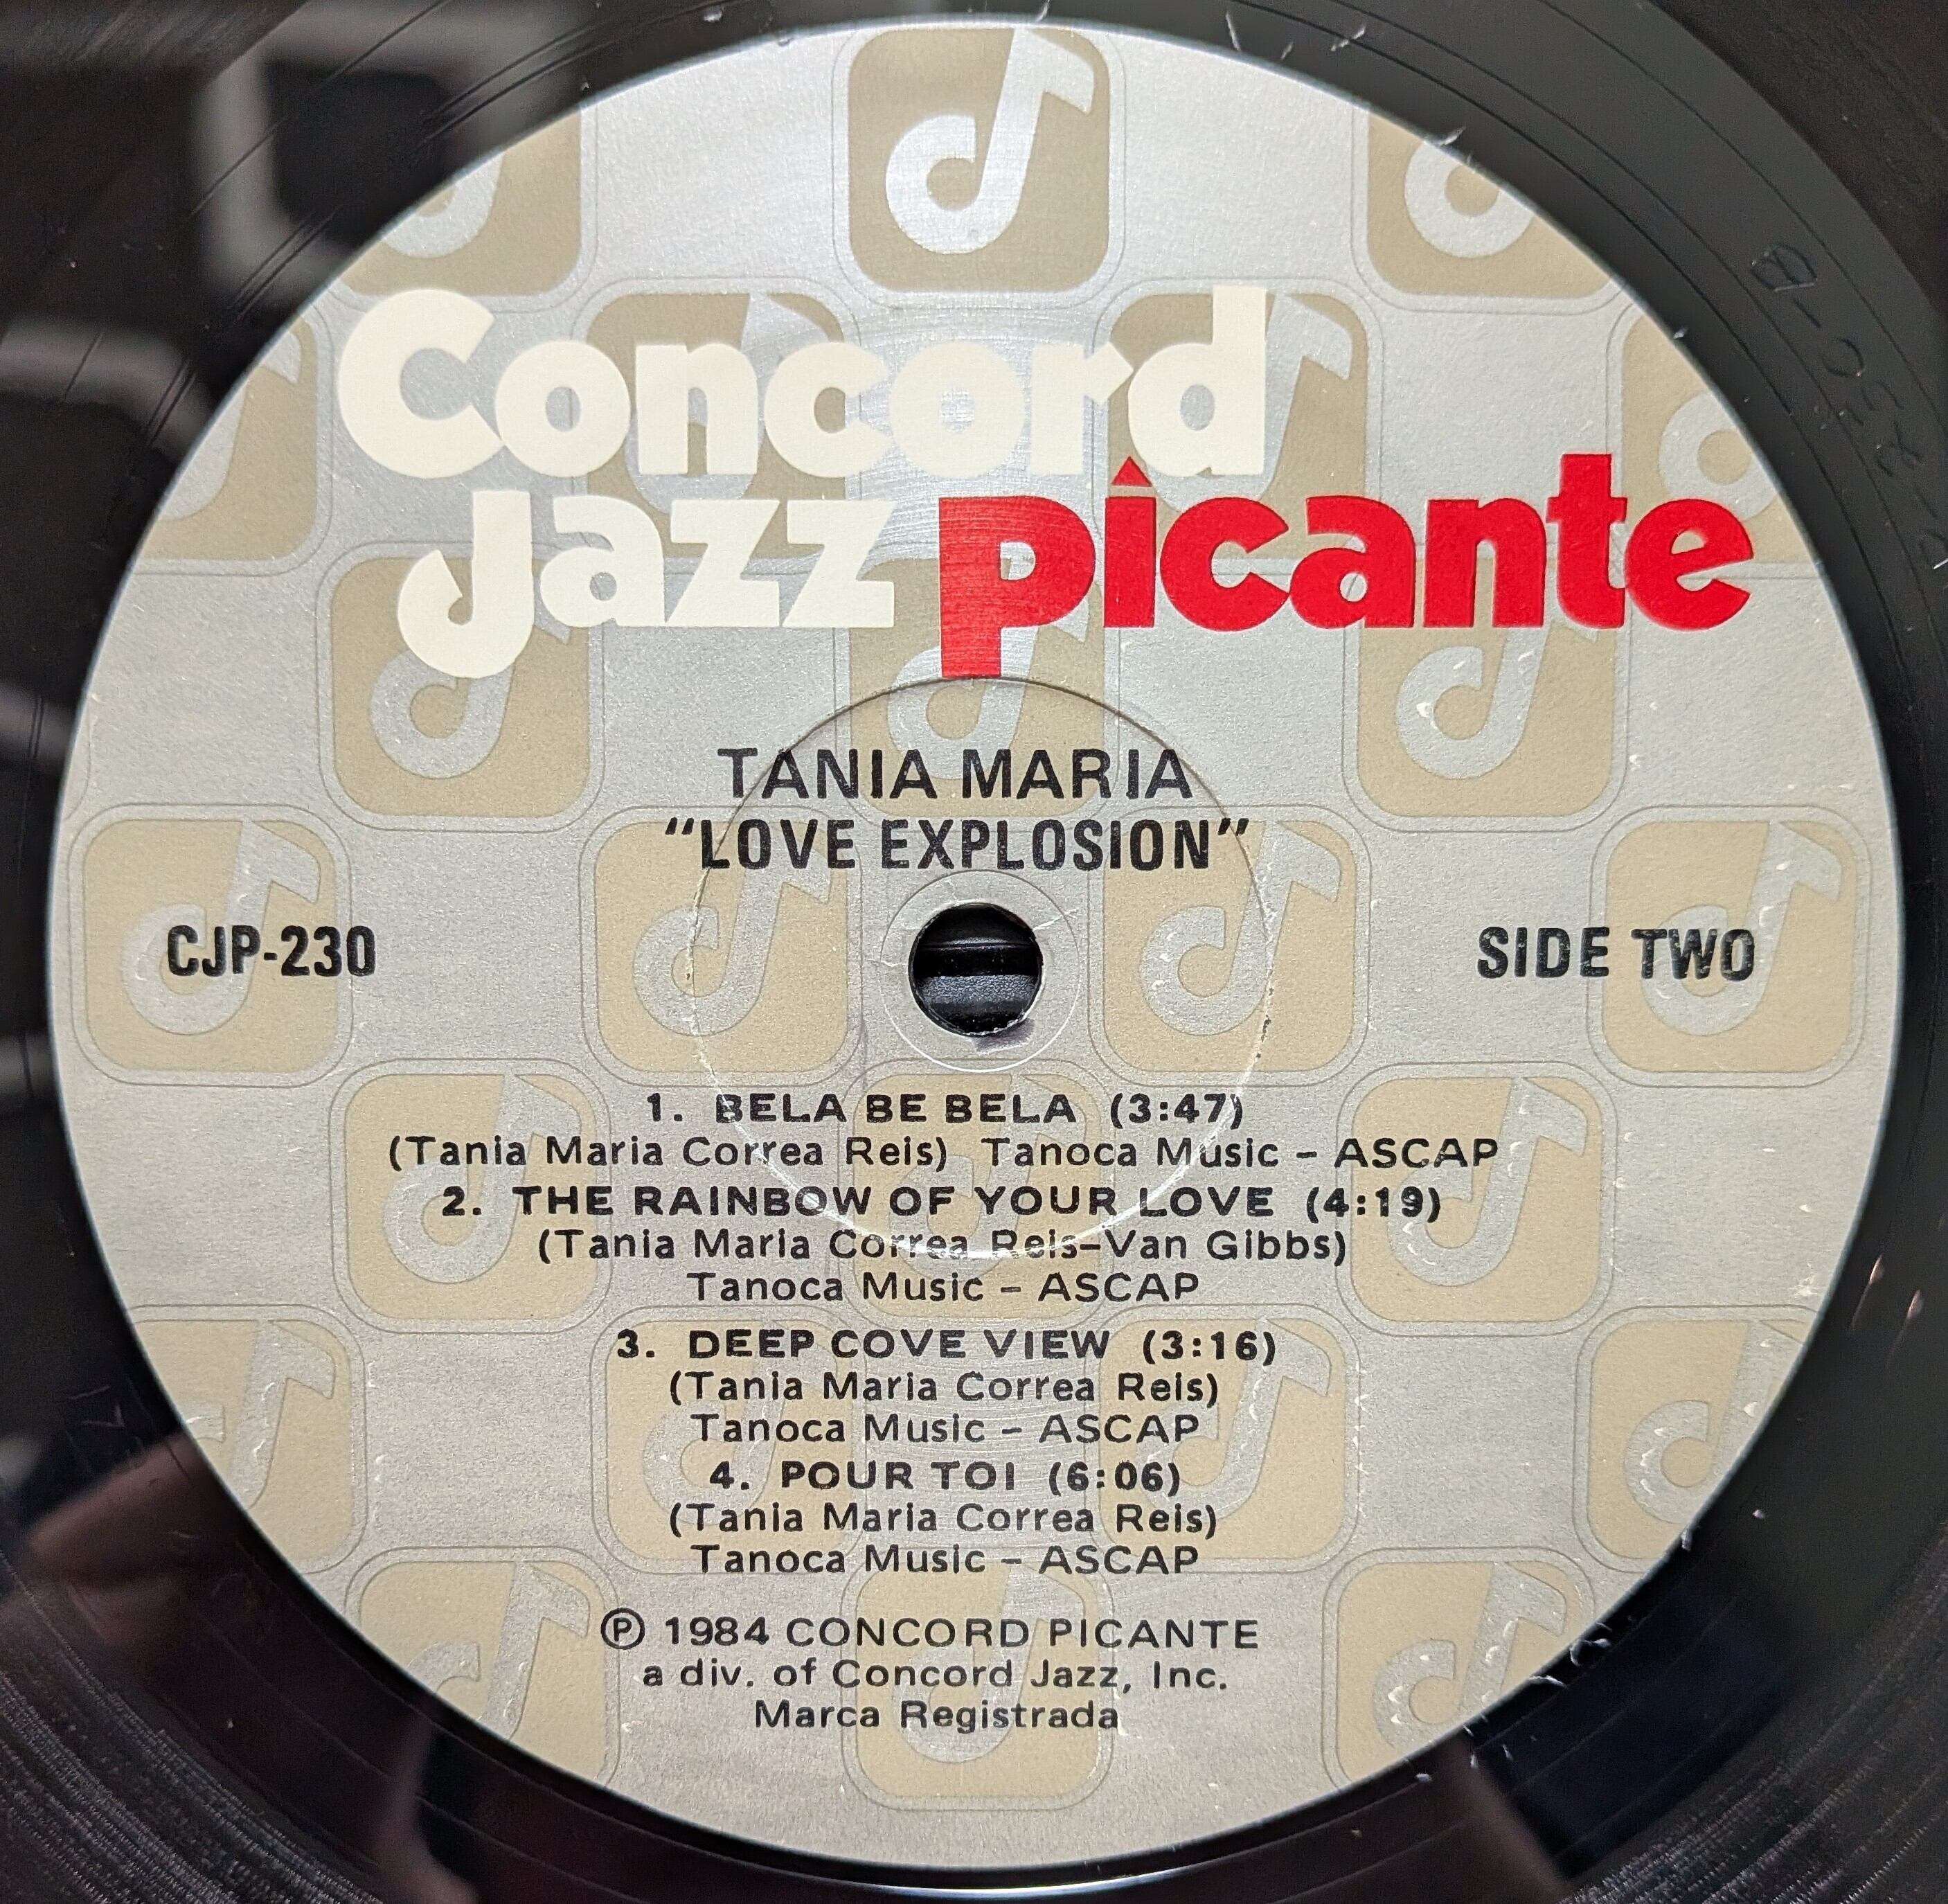 Concord
Jazz picante
TANIA MARIA
"LOVE EXPLOSION"
CJP-230
SIDE TWO
1. BELA BE BELA (3:47)
(Tania Maria Correa Reis) Tanoca Music – ASCAP
2. THE RAINBOW OF YOUR LOVE (4:19)
(Tania Maria Correa Reis–Van Gibbs)
Tanoca Music – ASCAP
3. DEEP COVE VIEW (3:16)
(Tania Maria Correa Reis)
Tanoca Music – ASCAP
4. POUR TOI (6:06)
(Tania Maria Correa Reis)
Tanoca Music – ASCAP
℗ 1984 CONCORD PICANTE
a div. of Concord Jazz, Inc.
Marca Registrada